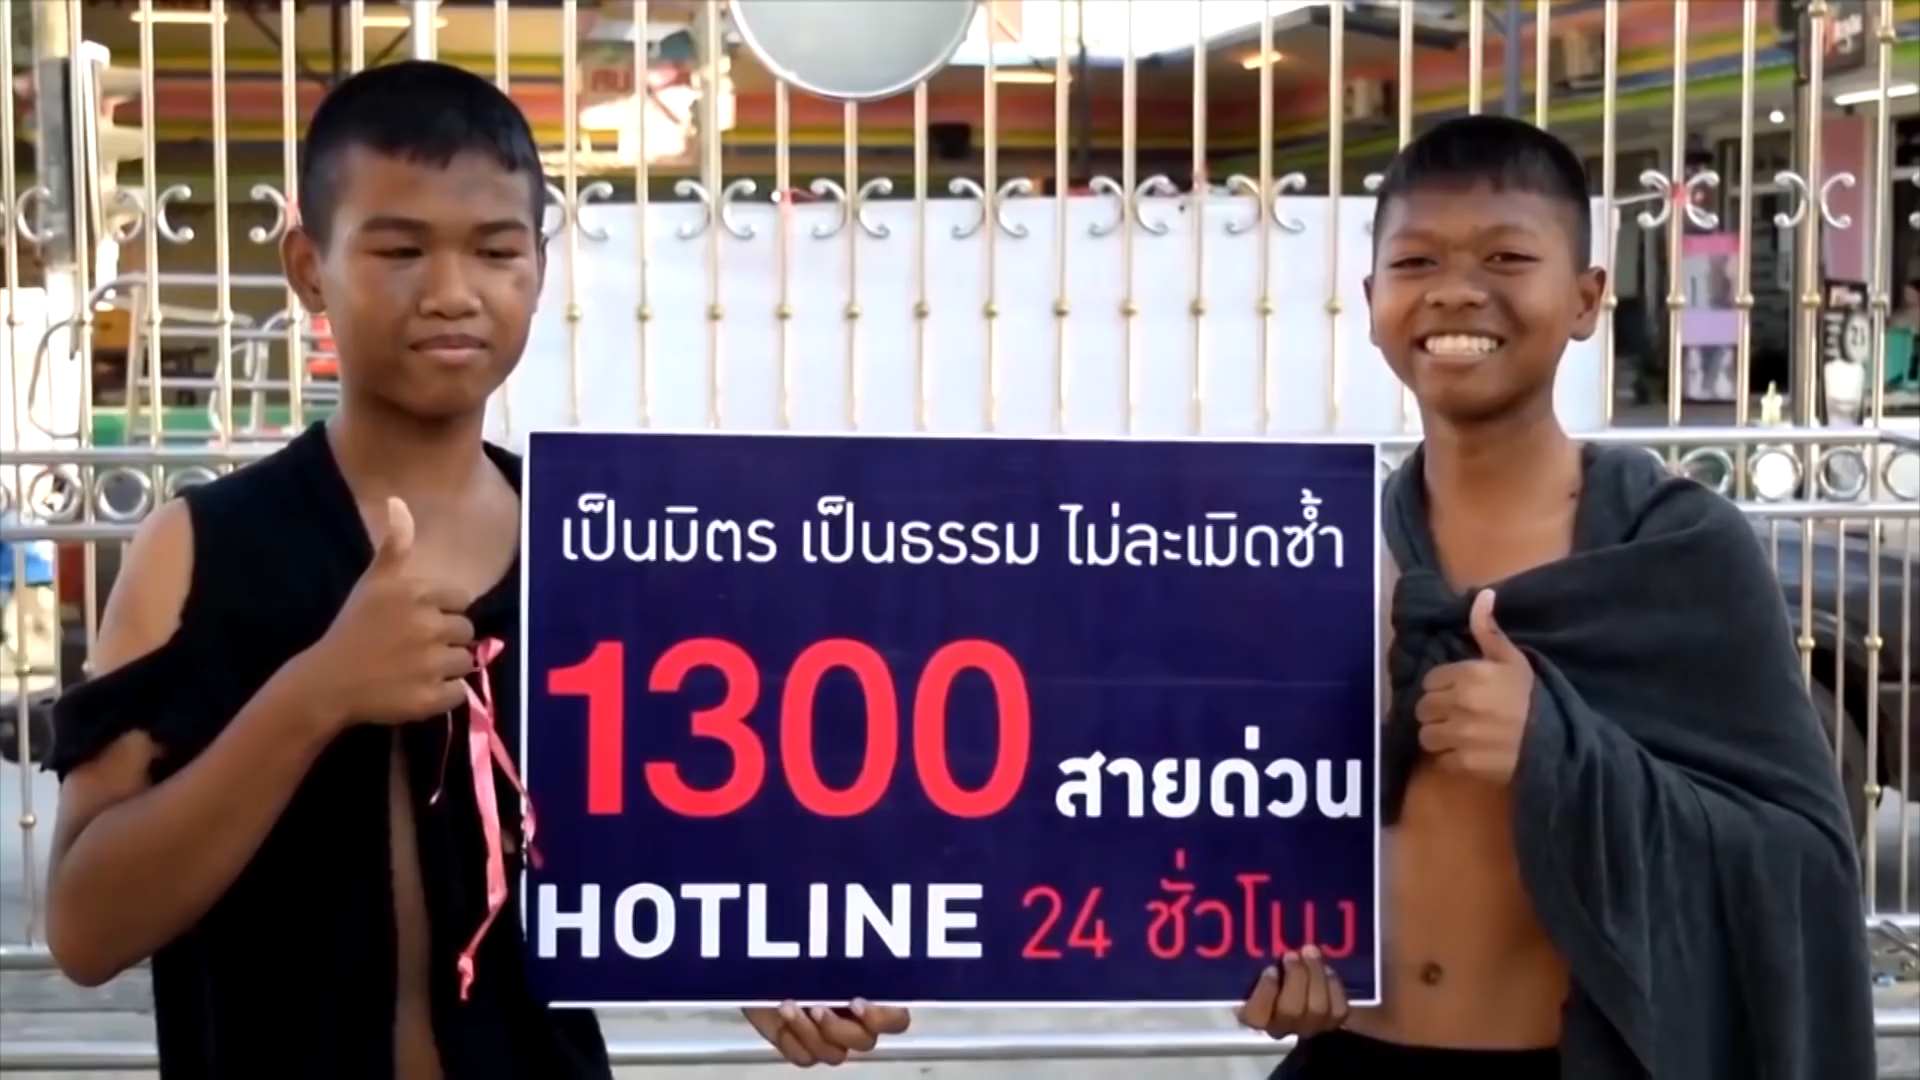 เป็นมิตร เป็นธรรม ไม่ละเมิดซ้ำ
1300 สายด่วน
HOTLINE 24 ชั่วโมง